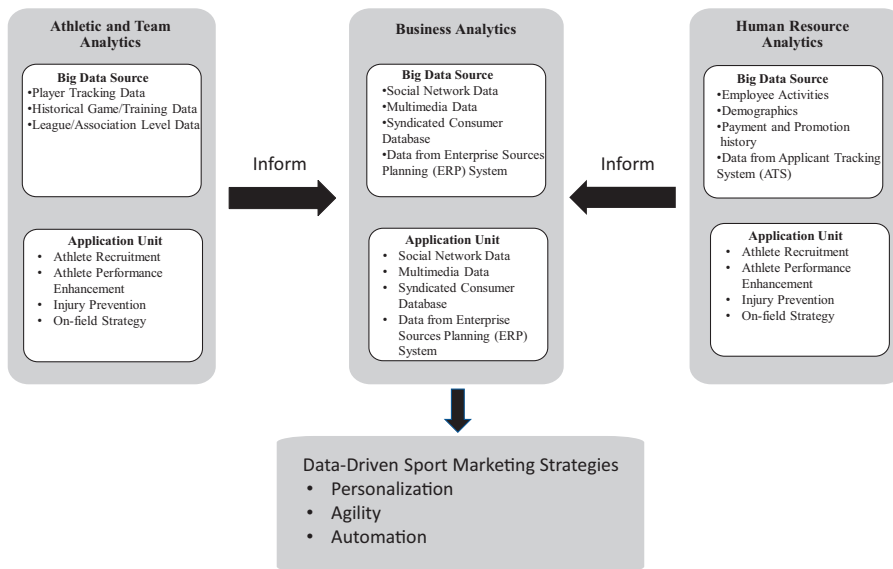 Athletic and Team
Analytics
Big Data Source
•Player Tracking Data
•Historical Game/Training Data
•League/Association Level Data
Application Unit
• Athlete Recruitment
• Athlete Performance
Enhancement
• Injury Prevention
• On-field Strategy
Inform
Business Analytics
Big Data Source
•Social Network Data
•Multimedia Data
•Syndicated Consumer
Database
•Data from Enterprise Sources
Planning (ERP) System
Application Unit
• Social Network Data
• Multimedia Data
• Syndicated Consumer
Database
• Data from Enterprise
Sources Planning (ERP)
System
Inform
Human Resource
Analytics
Big Data Source
•Employee Activities
•Demographics
•Payment and Promotion
history
•Data from Applicant Tracking
System (ATS)
Application Unit
• Athlete Recruitment
• Athlete Performance
Enhancement
• Injury Prevention
• On-field Strategy
Data-Driven Sport Marketing Strategies
• Personalization
• Agility
• Automation